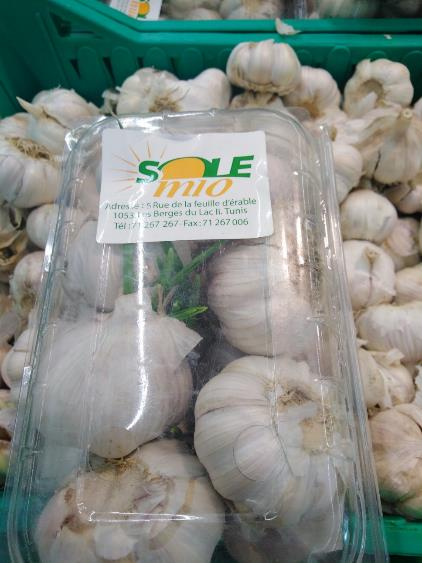 SOLE
mio
Adresse : 5 Rue de la feuille d'érable
1053 Les Berges du Lac Ii. Tunis
Tél : 71 267 267- Fax : 71 267 006